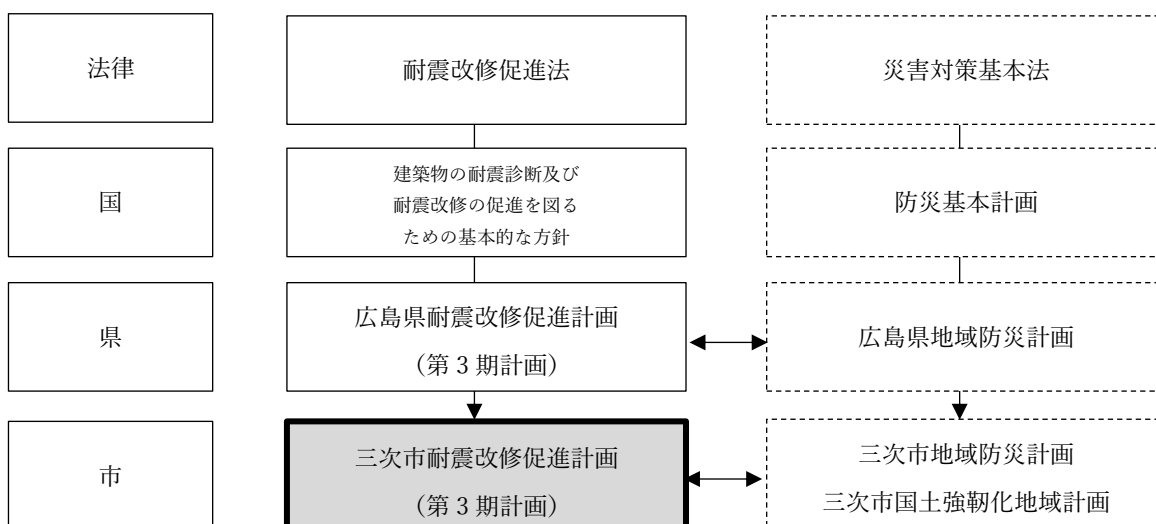 法律
耐震改修促進法
災害対策基本法
国
建築物の耐震診断及び
耐震改修の促進を図る
ための基本的な方針
防災基本計画
県
広島県耐震改修促進計画
(第3期計画)
広島県地域防災計画
市
三次市耐震改修促進計画
(第3期計画)
三次市地域防災計画
三次市国土強靭化地域計画